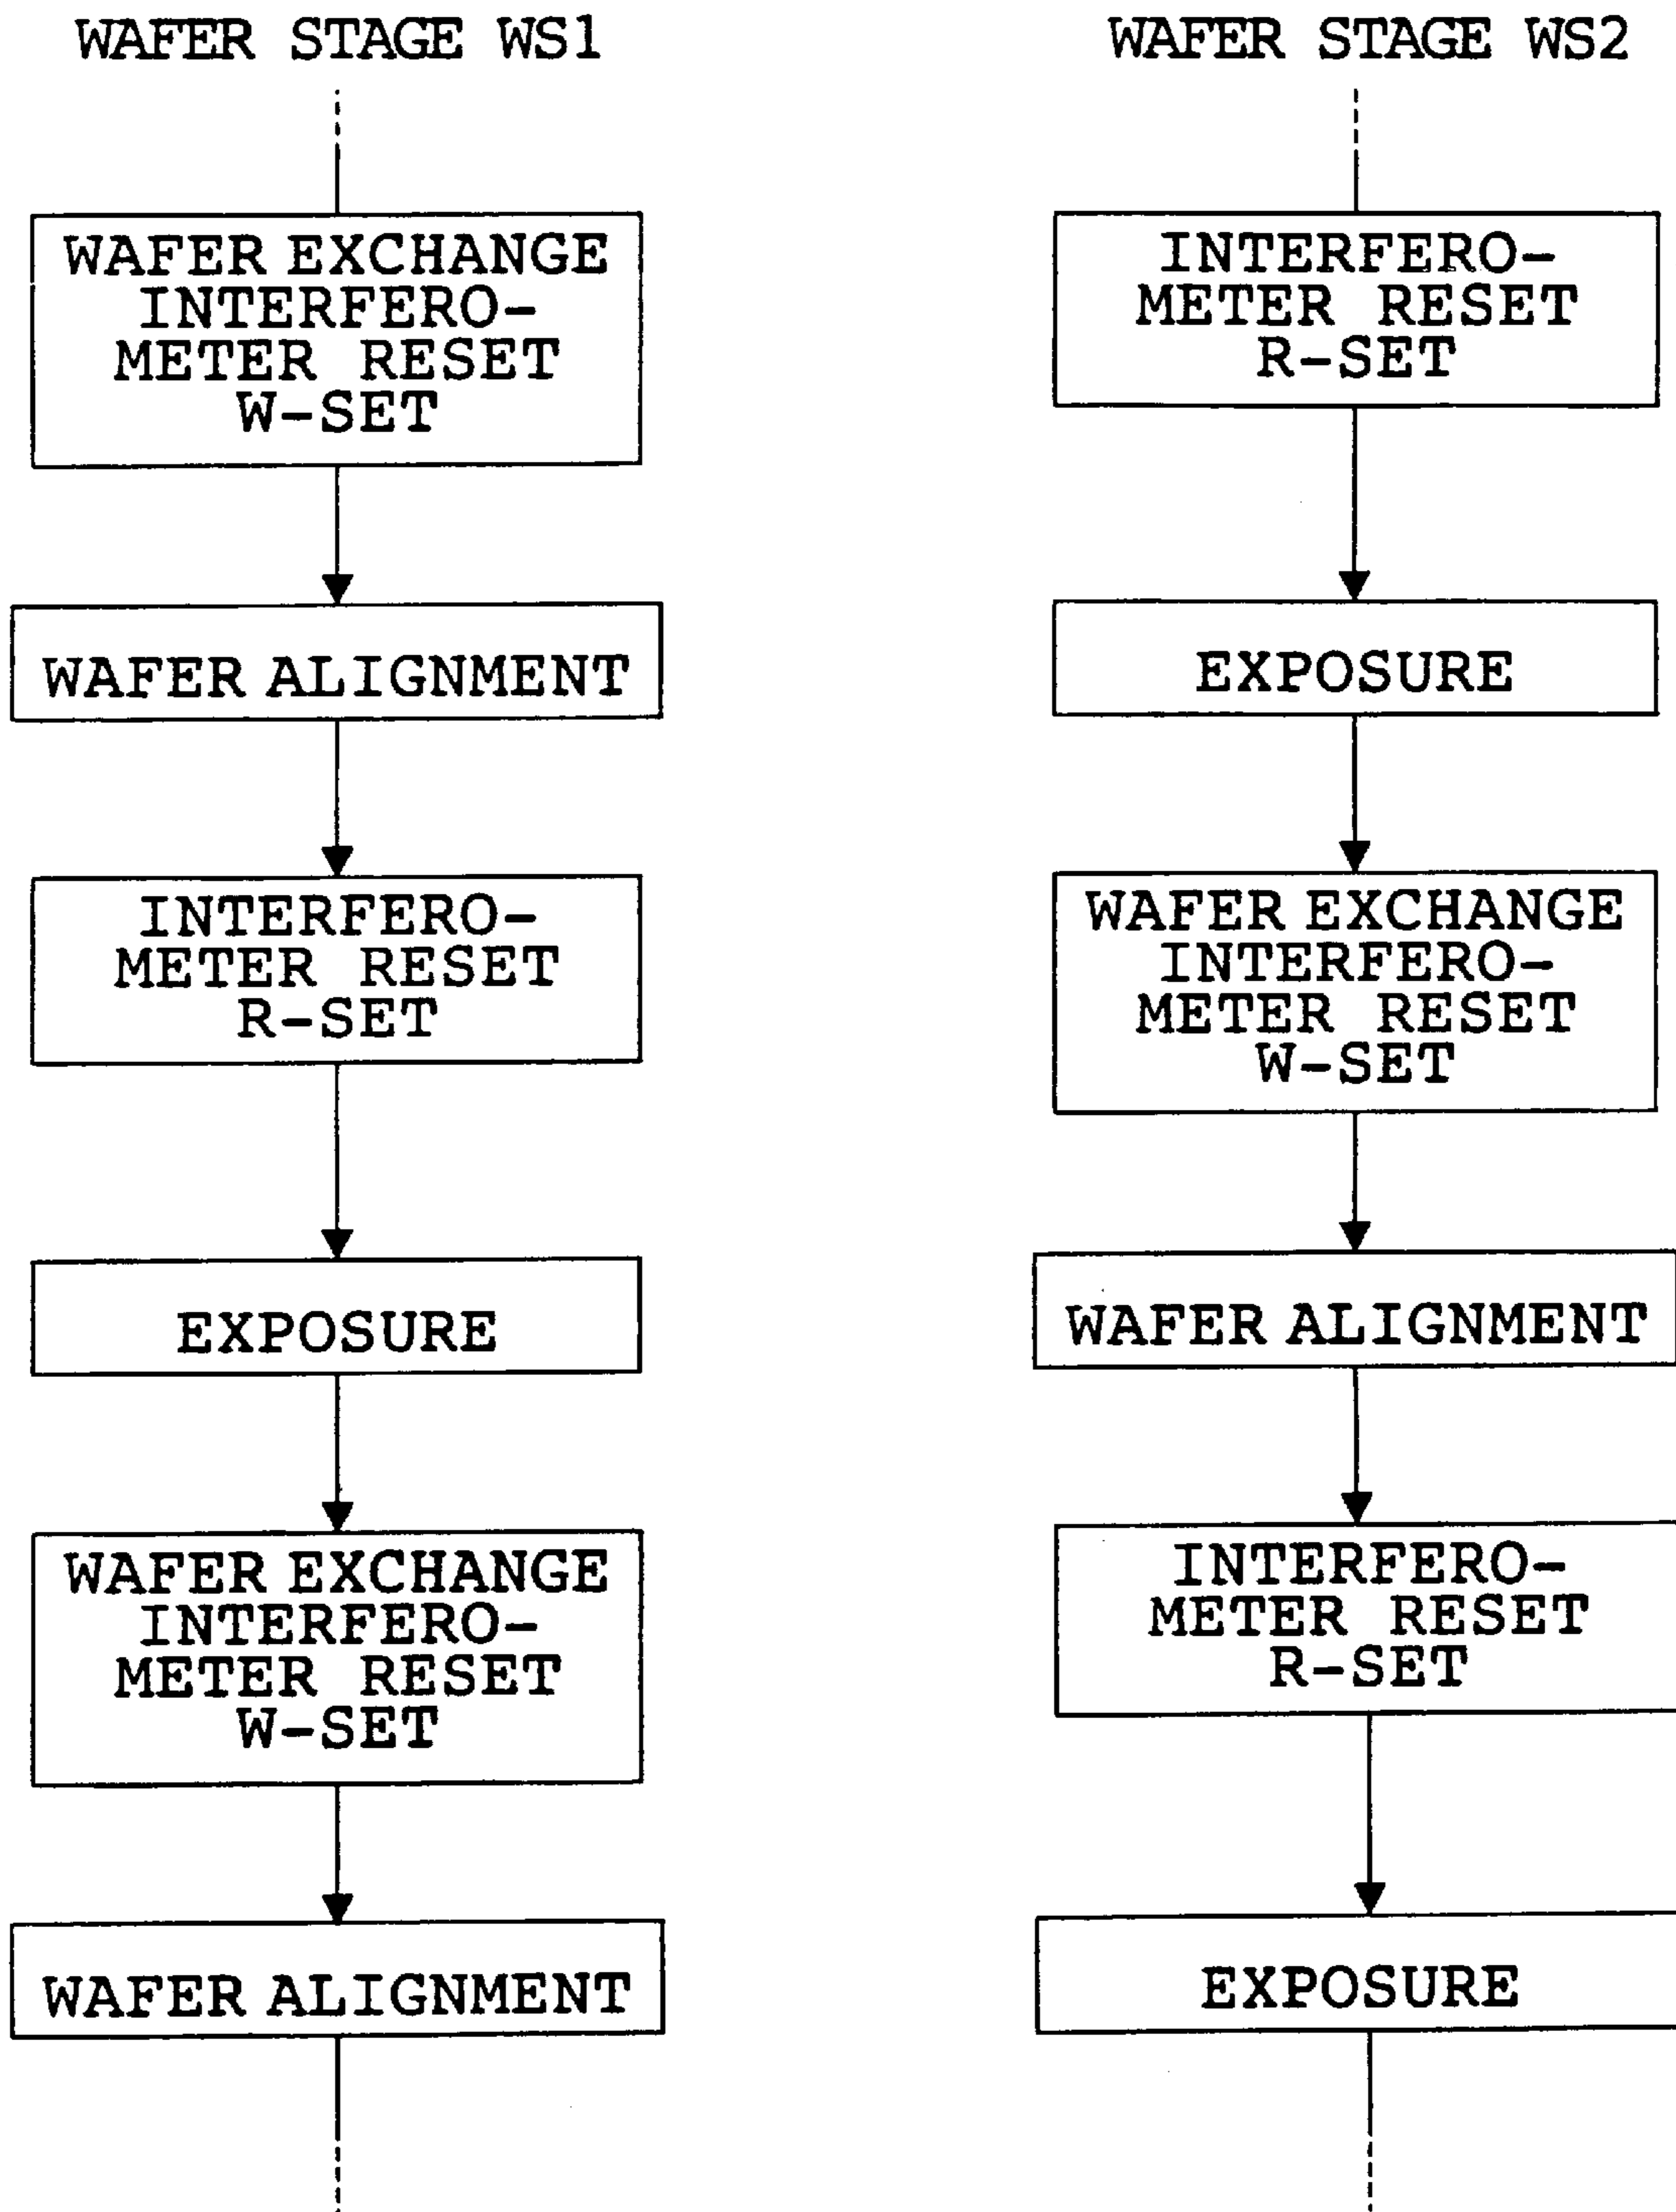 WAFER STAGE WS1
WAFER EXCHANGE
INTERFERO-
METER RESET
W-SET
WAFER ALIGNMENT
INTERFERO-
METER RESET
R-SET
EXPOSURE
WAFER EXCHANGE
INTERFERO-
METER RESET
W-SET
WAFER ALIGNMENT
WAFER STAGE WS2
INTERFERO-
METER RESET
R-SET
EXPOSURE
WAFER EXCHANGE
INTERFERO-
METER RESET
W-SET
WAFER ALIGNMENT
INTERFERO-
METER RESET
R-SET
EXPOSURE